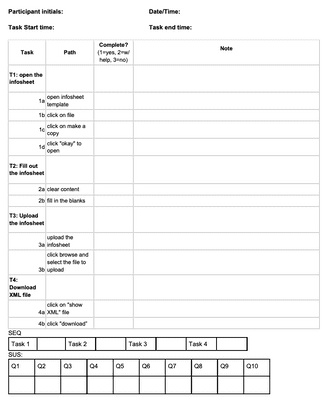 Participant initials: Date/Time:
Task Start time: Task end time:
Task Path Complete? (1=yes, 2=w/ help, 3=no) Note
T1: open the infosheet
1a open infosheet template
1b click on file
1c click on make a copy
1d click "okay" to open
T2: Fill out the infosheet
2a clear content
2b fill in the blanks
T3: Upload the infosheet
3a upload the infosheet
3b click browse and select the file to upload
T4: Download XML file
4a click on "show XML" file
4b click "download"
SEQ
Task 1 Task 2 Task 3 Task 4
SUS:
Q1 Q2 Q3 Q4 Q5 Q6 Q7 Q8 Q9 Q10